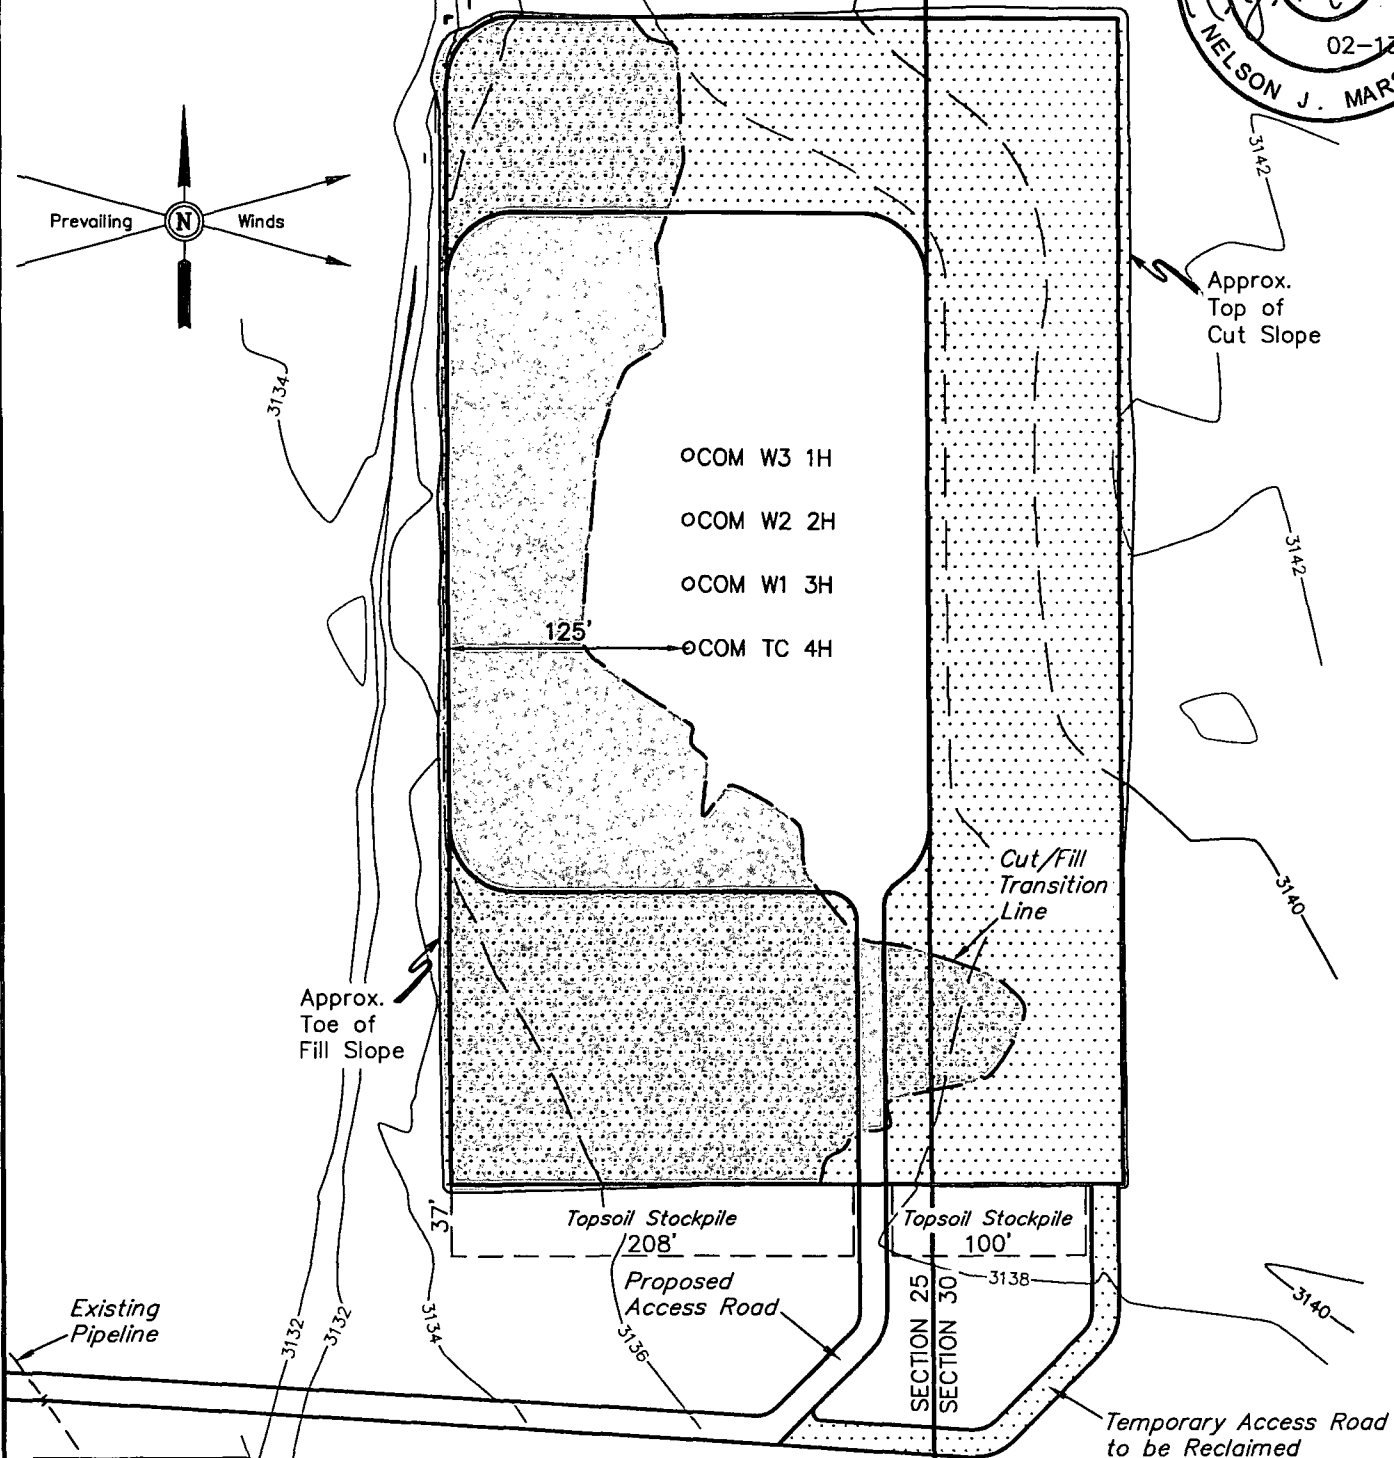 02-13
NELSON J. MARS
3142
Prevailing N Winds
Approx.
Top of
Cut Slope
3134
COM W3 1H
COM W2 2H
3142
COM W1 3H
125'
COM TC 4H
Cut/Fill
Transition
Line
3140
Approx.
Toe of
Fill Slope
37'
Topsoil Stockpile
208'
Topsoil Stockpile
100'
Proposed
Access Road
3138
SECTION 25
SECTION 30
3140
Existing
Pipeline
3132
3132
3134
3136
Temporary Access Road
to be Reclaimed